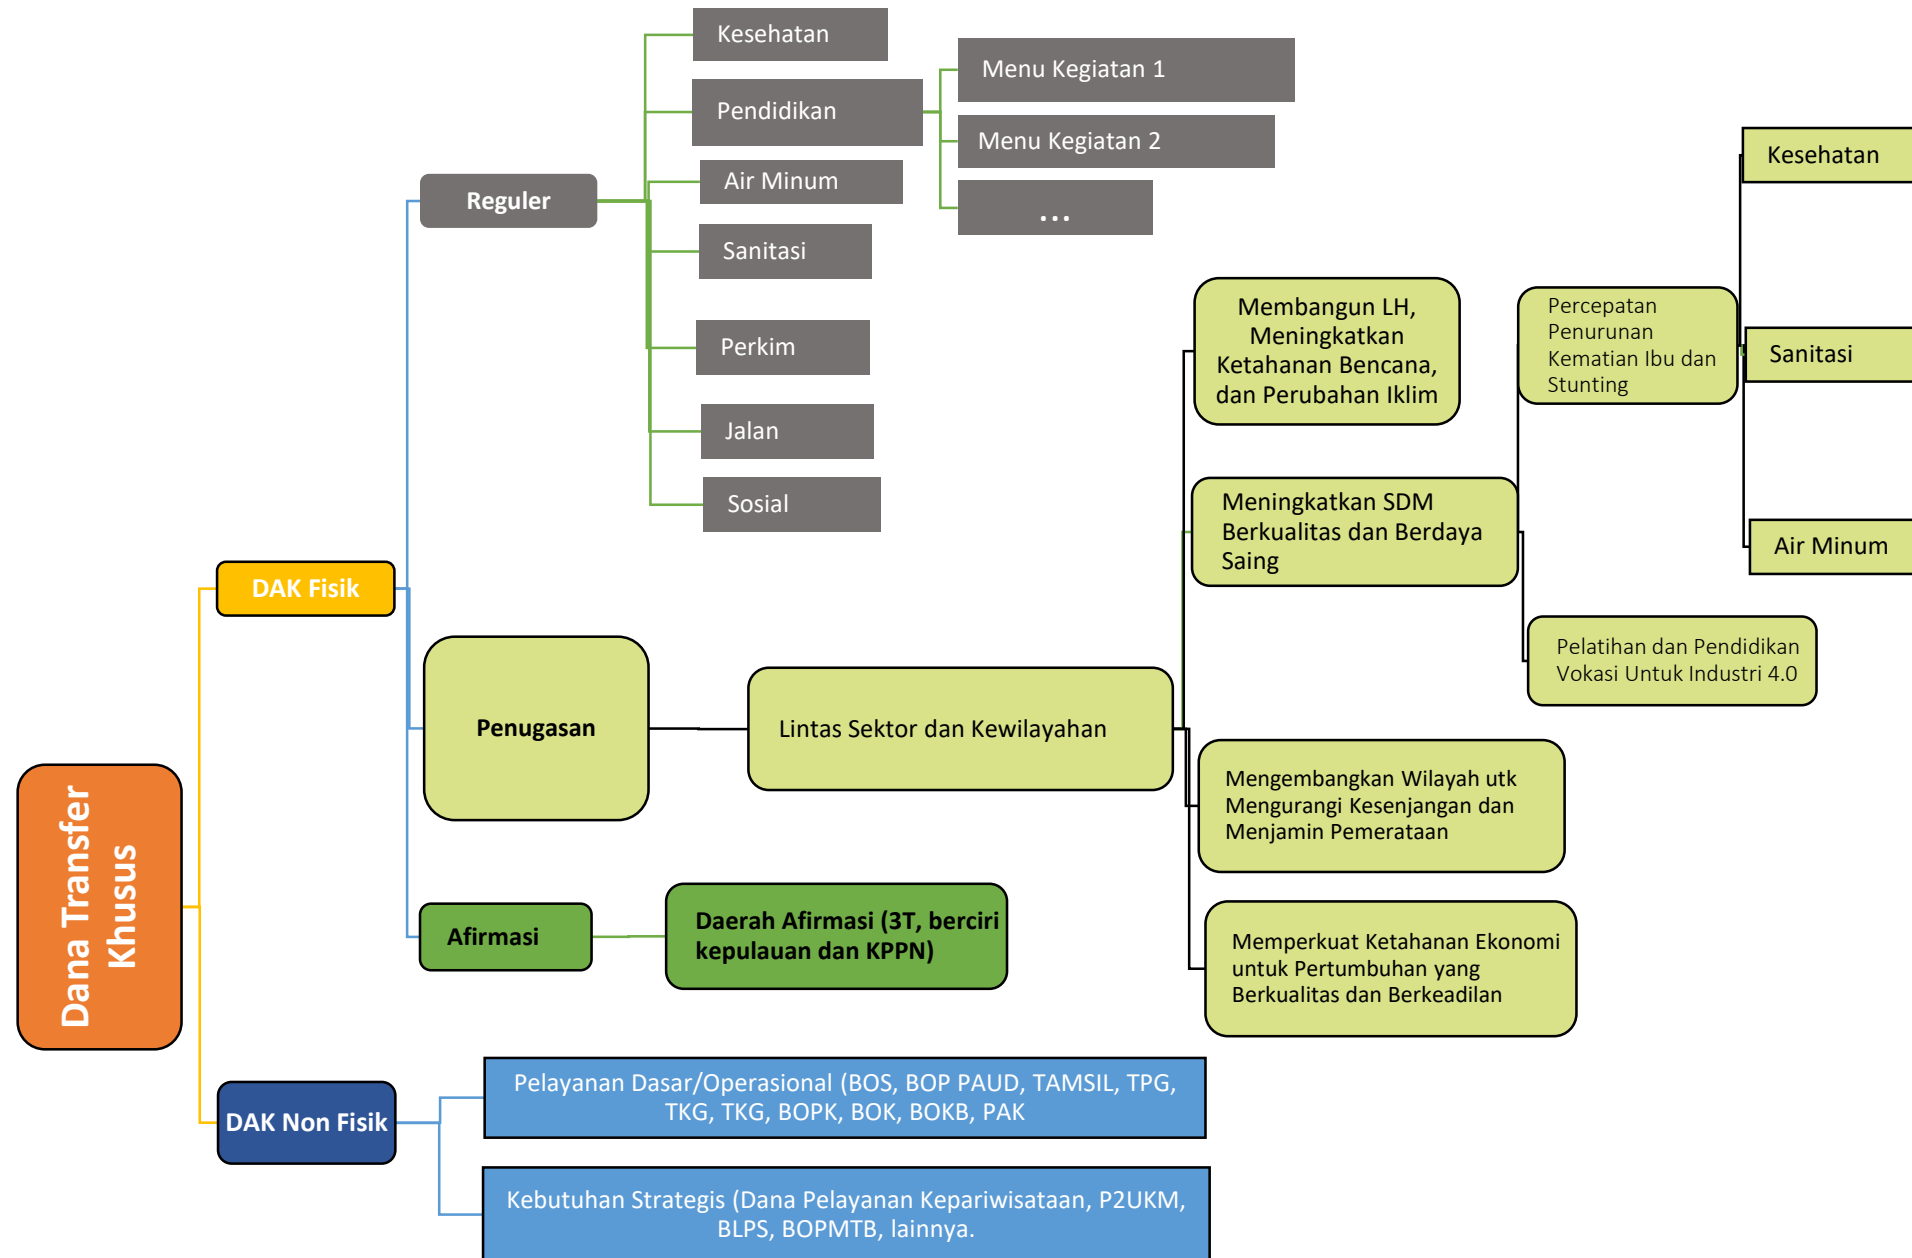 Dana Transfer
Khusus
DAK Fisik
Reguler
Kesehatan
Pendidikan
Menu Kegiatan 1
Menu Kegiatan 2
...
Air Minum
Sanitasi
Perkim
Jalan
Sosial
Penugasan
Lintas Sektor dan Kewilayahan
Membangun LH,
Meningkatkan
Ketahanan Bencana,
dan Perubahan Iklim
Meningkatkan SDM
Berkualitas dan Berdaya
Saing
Percepatan
Penurunan
Kematian Ibu dan
Stunting
Kesehatan
Sanitasi
Air Minum
Pelatihan dan Pendidikan
Vokasi Untuk Industri 4.0
Mengembangkan Wilayah utk
Mengurangi Kesenjangan dan
Menjamin Pemerataan
Memperkuat Ketahanan Ekonomi
untuk Pertumbuhan yang
Berkualitas dan Berkeadilan
Afirmasi
Daerah Afirmasi (3T, berciri
kepulauan dan KPPN)
DAK Non Fisik
Pelayanan Dasar/Operasional (BOS, BOP PAUD, TAMSIL, TPG,
TKG, TKG, BOPK, BOK, BOKB, PAK
Kebutuhan Strategis (Dana Pelayanan Kepariwisataan, P2UKM,
BLPS, BOPMTB, lainnya.